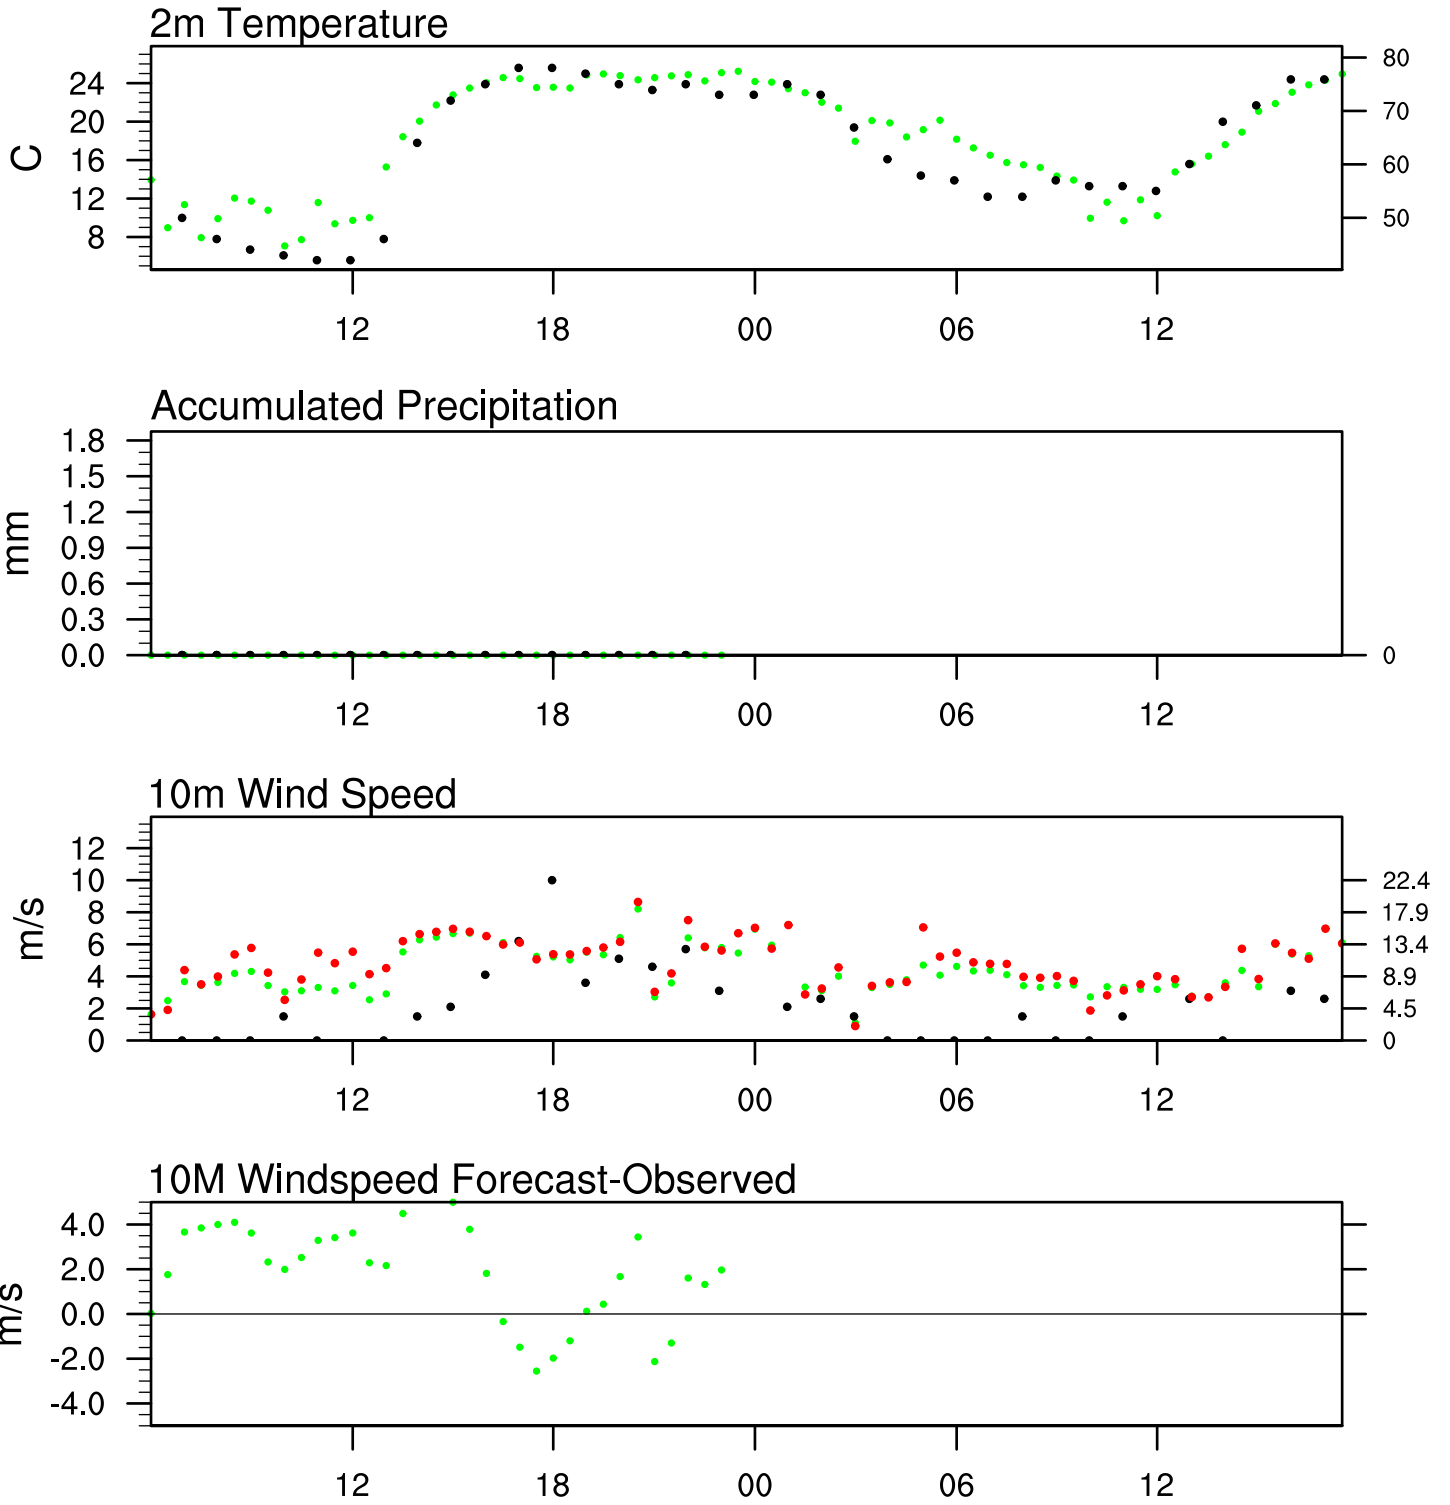 2m Temperature
24
20
16
12
8
C
80
70
60
50
12 18 00 06 12
Accumulated Precipitation
1.8
1.5
1.2
0.9
0.6
0.3
0.0
mm
0
12 18 00 06 12
10m Wind Speed
12
10
8
6
4
2
0
m/s
22.4
17.9
13.4
8.9
4.5
0
12 18 00 06 12
10M Windspeed Forecast-Observed
4.0
2.0
0.0
-2.0
-4.0
m/s
12 18 00 06 12